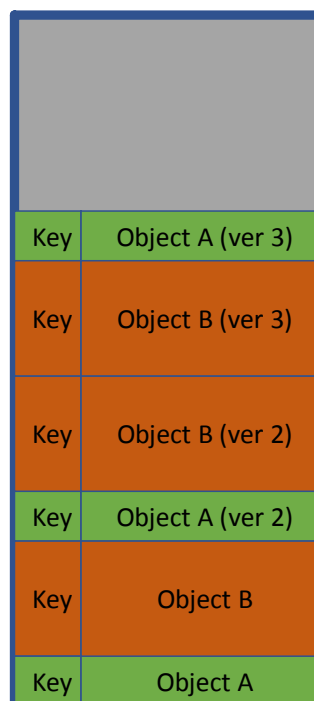 Key Object A (ver 3)
Key Object B (ver 3)
Key Object B (ver 2)
Key Object A (ver 2)
Key Object B
Key Object A